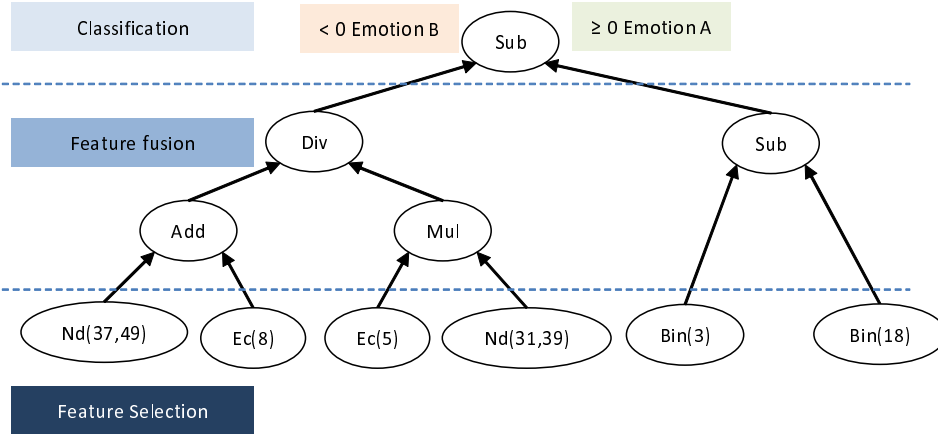 Classification
< 0 Emotion B
Sub
≥ 0 Emotion A
Feature fusion
Div
Sub
Add
Mul
Nd(37,49)
Ec(8)
Ec(5)
Nd(31,39)
Bin(3)
Bin(18)
Feature Selection